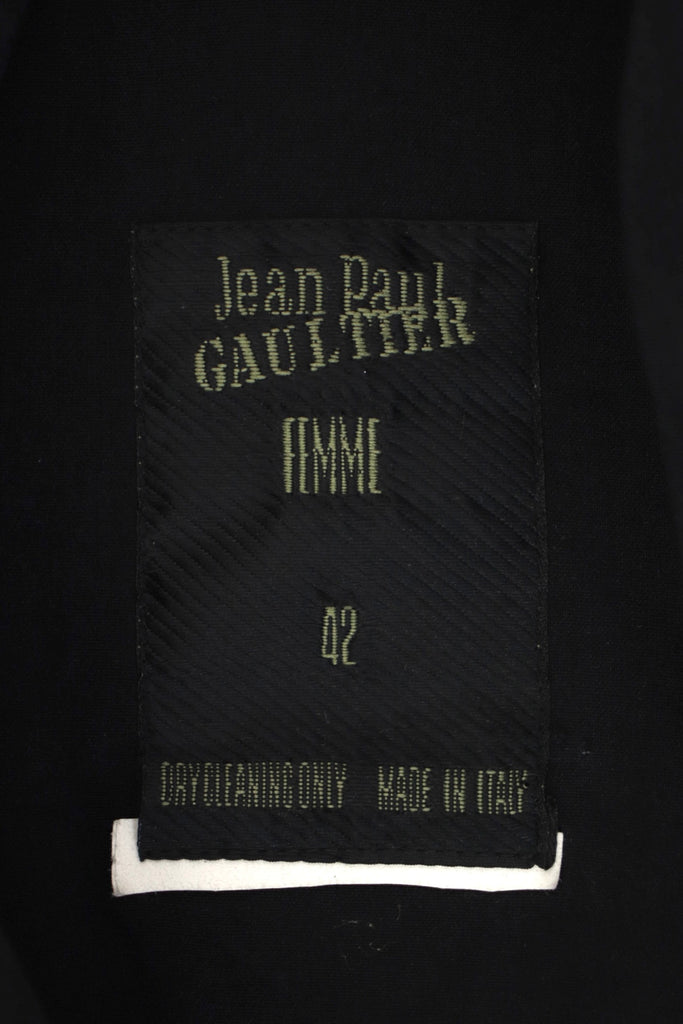 Jean Paul
GAULTIER
FEMME
42
DRY CLEANING ONLY MADE IN ITALY